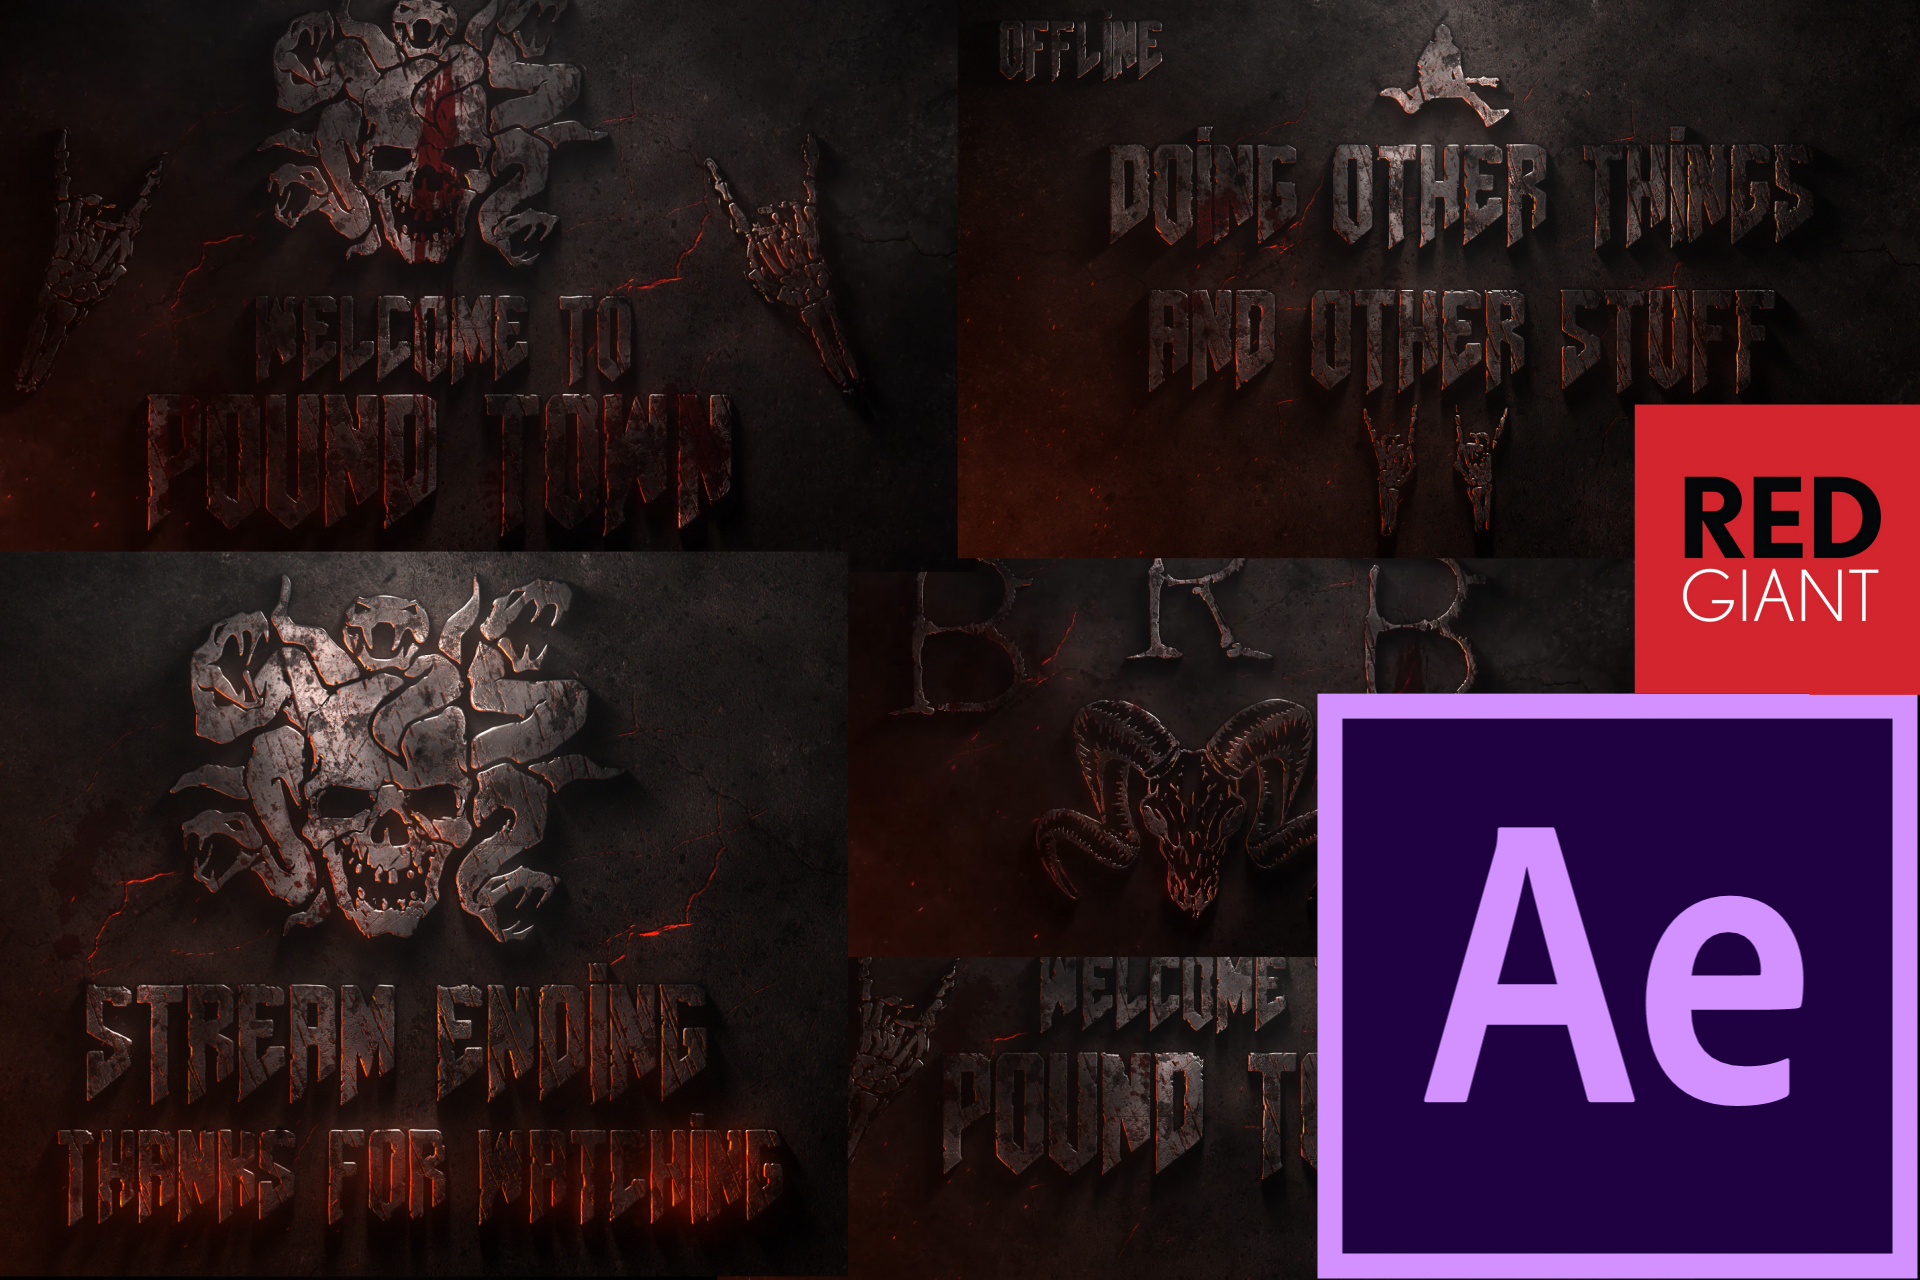 WELCOME TO
POUND TOWN
OFFLINE
DOING OTHER THINGS
AND OTHER STUFF
RED
GIANT
STREAM ENDING
THANKS FOR WATCHING
B R B
WELCOME
POUND TO
Ae